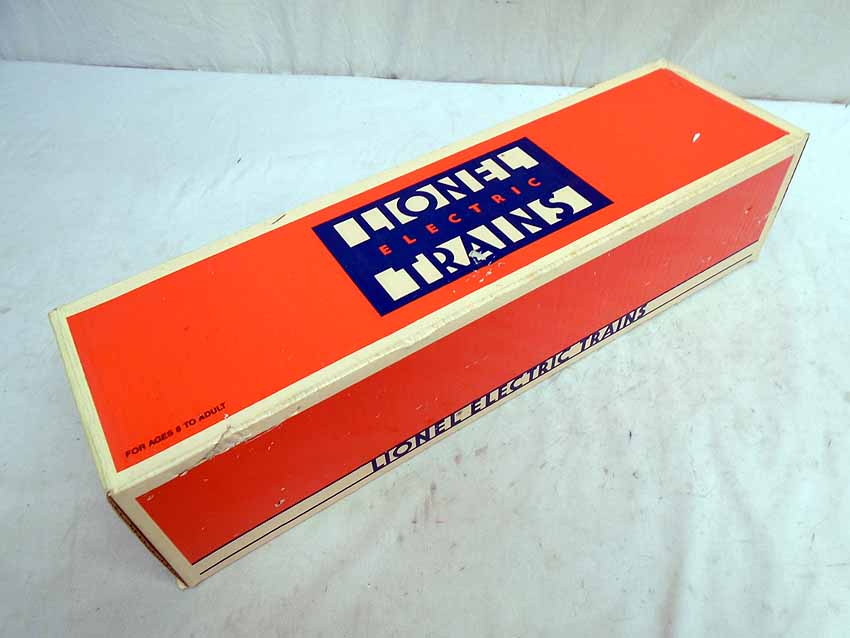 LIONEL
ELECTRIC
TRAINS
FOR AGES 8 TO ADULT
LIONEL ELECTRIC TRAINS